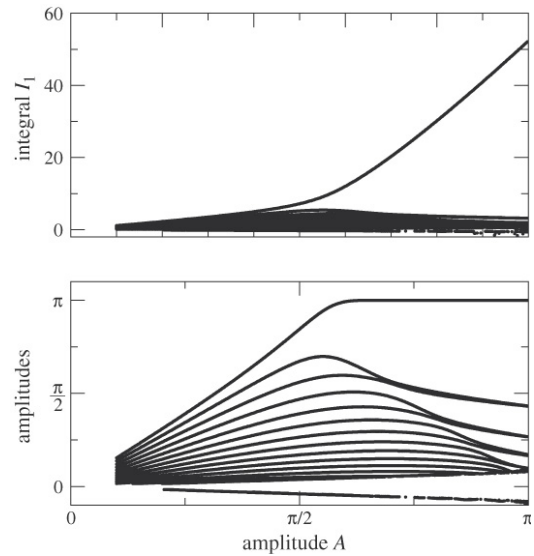 60
40
20
0
integral I₁
π
π/2
0
amplitudes
0
π/2
π
amplitude A